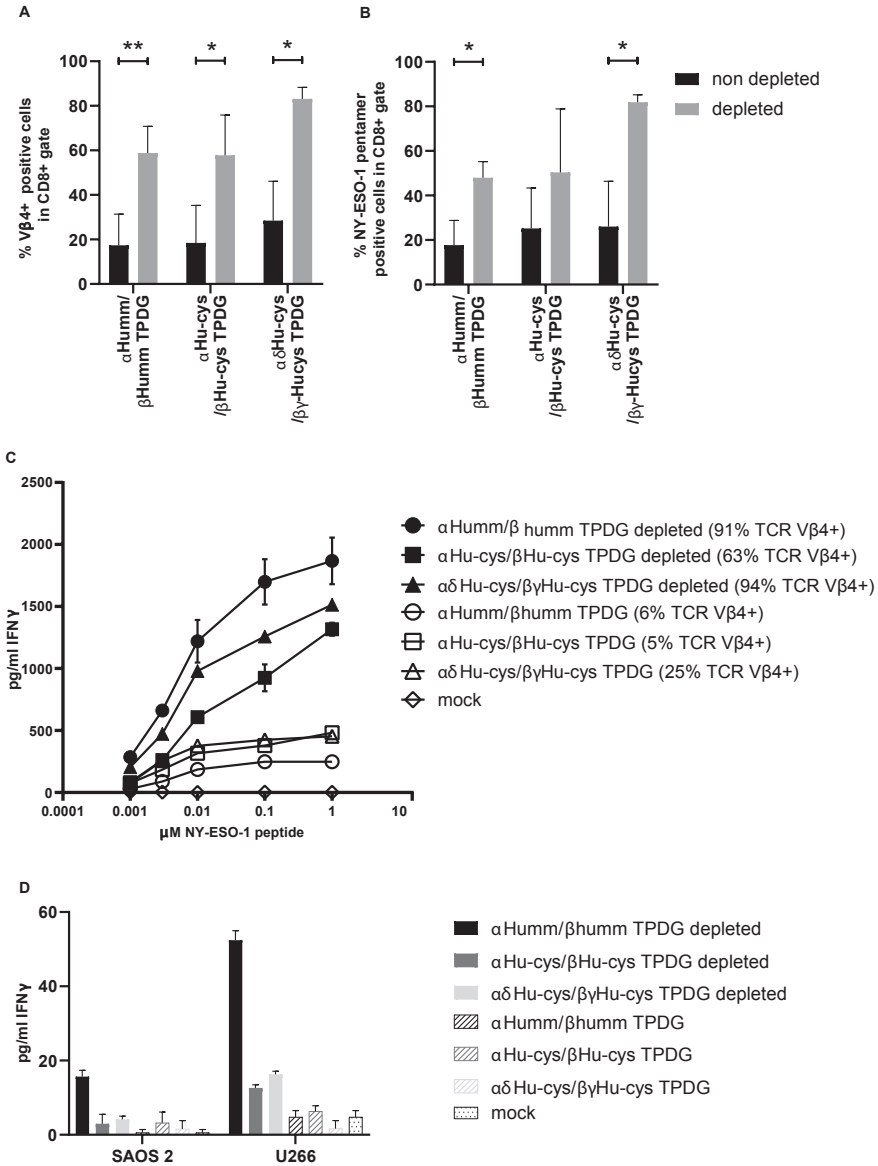 A
**
*
*
100
80
60
40
20
0
% Vβ4+ positive cells
in CD8+ gate
αHumm/
βHumm TPDG
αHu-cys
/βHu-cys TPDG
αδHu-cys
/βγ-Hucys TPDG
B
*
*
100
80
60
40
20
0
% NY-ESO-1 pentamer
positive cells in CD8+ gate
αHumm/
βHumm TPDG
αHu-cys
/βHu-cys TPDG
αδHu-cys
/βγ-Hucys TPDG
non depleted
depleted
C
2500
2000
1500
1000
500
0
pg/ml IFNγ
0.0001
0.001
0.01
0.1
1
10
µM NY-ESO-1 peptide
αHumm/βhumm TPDG depleted (91% TCR Vβ4+)
αHu-cys/βHu-cys TPDG depleted (63% TCR Vβ4+)
αδHu-cys/βγHu-cys TPDG depleted (94% TCR Vβ4+)
αHumm/βhumm TPDG (6% TCR Vβ4+)
αHu-cys/βHu-cys TPDG (5% TCR Vβ4+)
αδHu-cys/βγHu-cys TPDG (25% TCR Vβ4+)
mock
D
60
40
20
0
pg/ml IFNγ
SAOS 2
U266
αHumm/βhumm TPDG depleted
αHu-cys/βHu-cys TPDG depleted
αδHu-cys/βγHu-cys TPDG depleted
αHumm/βhumm TPDG
αHu-cys/βHu-cys TPDG
αδHu-cys/βγHu-cys TPDG
mock